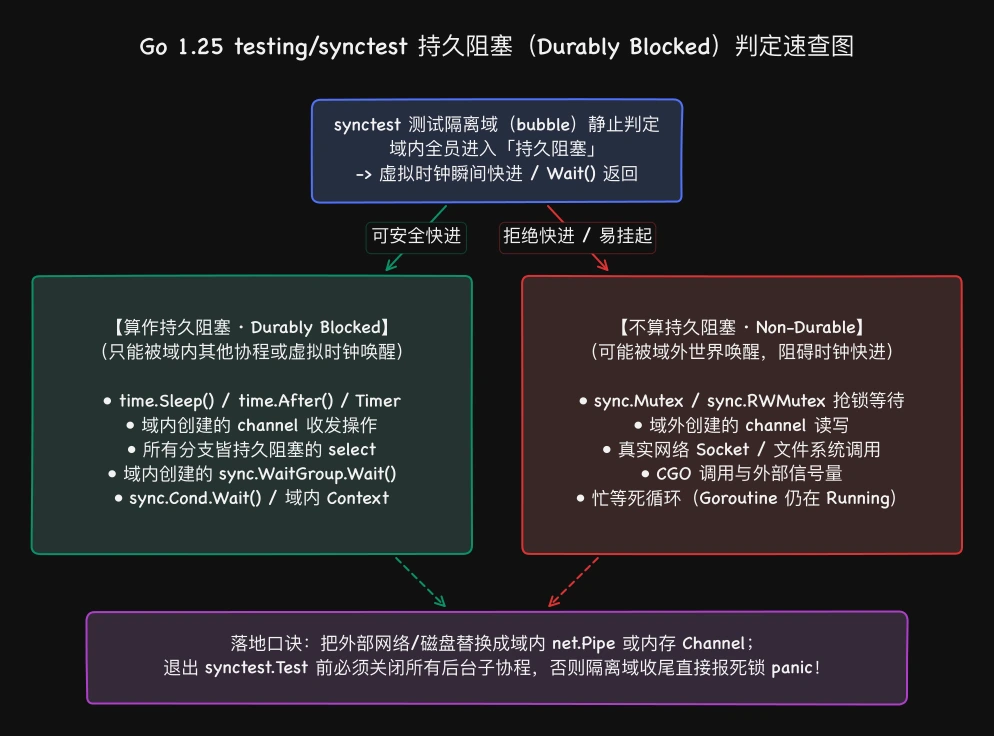 Go 1.25 testing/synctest 持久阻塞（Durably Blocked）判定速查图
synctest 测试隔离域（bubble）静止判定
域内全员进入「持久阻塞」
-> 虚拟时钟瞬间快进 / Wait() 返回
可安全快进
拒绝快进 / 易挂起
【算作持久阻塞 · Durably Blocked】
（只能被域内其他协程或虚拟时钟唤醒）
• time.Sleep() / time.After() / Timer
• 域内创建的 channel 收发操作
• 所有分支皆持久阻塞的 select
• 域内创建的 sync.WaitGroup.Wait()
• sync.Cond.Wait() / 域内 Context
【不算持久阻塞 · Non-Durable】
（可能被域外世界唤醒，阻碍时钟快进）
• sync.Mutex / sync.RWMutex 抢锁等待
• 域外创建的 channel 读写
• 真实网络 Socket / 文件系统调用
• CGO 调用与外部信号量
• 忙等死循环（Goroutine 仍在 Running）
落地口诀：把外部网络/磁盘替换成域内 net.Pipe 或内存 Channel；
退出 synctest.Test 前必须关闭所有后台子协程，否则隔离域收尾直接报死锁 panic！